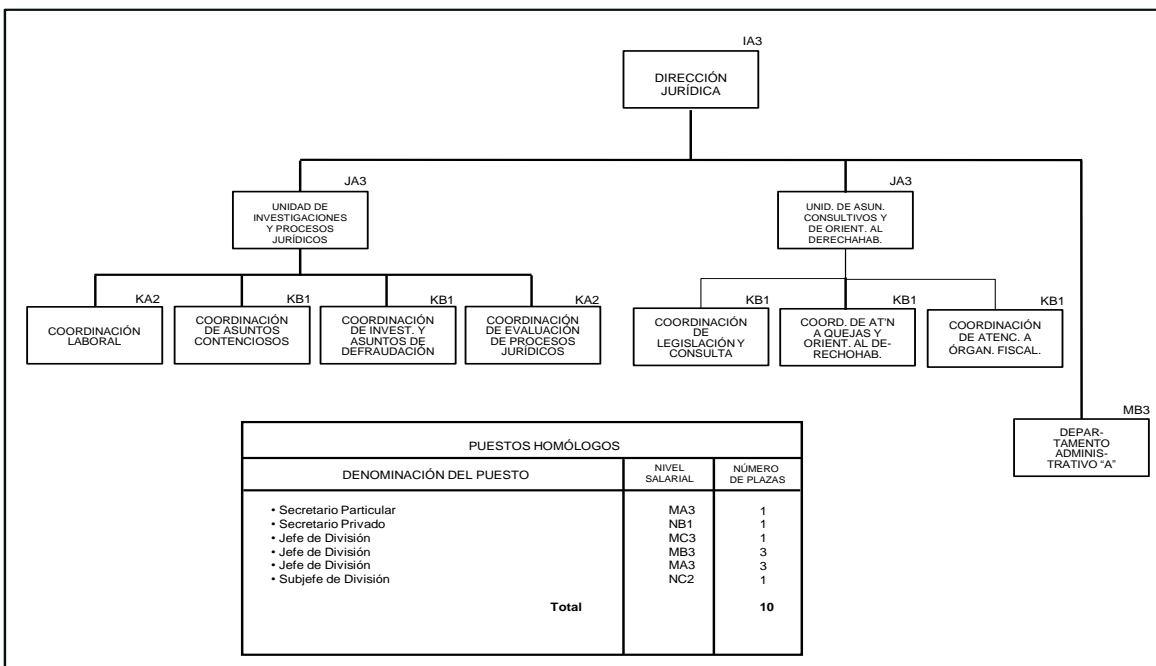 IA3
DIRECCIÓN
JURÍDICA
JA3
UNIDAD DE
INVESTIGACIONES
Y PROCESOS
JURÍDICOS
JA3
UNID. DE ASUN.
CONSULTIVOS Y
DE ORIENT. AL
DERECHAHAB.
KA2
COORDINACIÓN
LABORAL
KB1
COORDINACIÓN
DE ASUNTOS
CONTENCIOSOS
KB1
COORDINACIÓN
DE INVEST. Y
ASUNTOS DE
DEFRAUDACIÓN
KA2
COORDINACIÓN
DE EVALUACIÓN
DE PROCESOS
JURÍDICOS
KB1
COORDINACIÓN
DE
LEGISLACIÓN Y
CONSULTA
KB1
COORD. DE AT'N
A QUEJAS Y
ORIENT. AL DE-
RECHOHAB.
KB1
COORDINACIÓN
DE ATENC. A
ÓRGAN. FISCAL.
MB3
DEPAR-
TAMENTO
ADMINIS-
TRATIVO “A”
PUESTOS HOMÓLOGOS
DENOMINACIÓN DEL PUESTO
NIVEL
SALARIAL
NÚMERO
DE PLAZAS
• Secretario Particular MA3 1
• Secretario Privado NB1 1
• Jefe de División MC3 1
• Jefe de División MB3 3
• Jefe de División MA3 3
• Subjefe de División NC2 1
Total 10